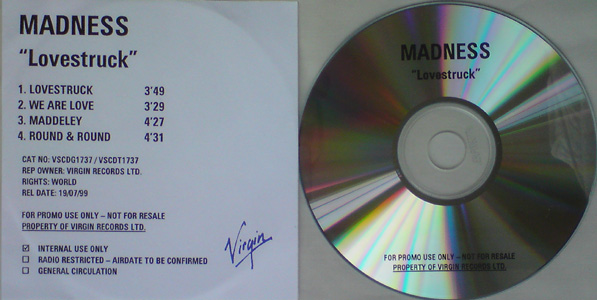 MADNESS
"Lovestruck"
1. LOVESTRUCK 3'49
2. WE ARE LOVE 3'29
3. MADDELEY 4'27
4. ROUND & ROUND 4'31
CAT NO: VSCDG1737 / VSCDT1737
REP OWNER: VIRGIN RECORDS LTD.
RIGHTS: WORLD
REL DATE: 19/07/99
FOR PROMO USE ONLY – NOT FOR RESALE
PROPERTY OF VIRGIN RECORDS LTD.
☑ INTERNAL USE ONLY
☐ RADIO RESTRICTED – AIRDATE TO BE CONFIRMED
☐ GENERAL CIRCULATION
Virgin
MADNESS
"Lovestruck"
FOR PROMO USE ONLY – NOT FOR RESALE
PROPERTY OF VIRGIN RECORDS LTD.